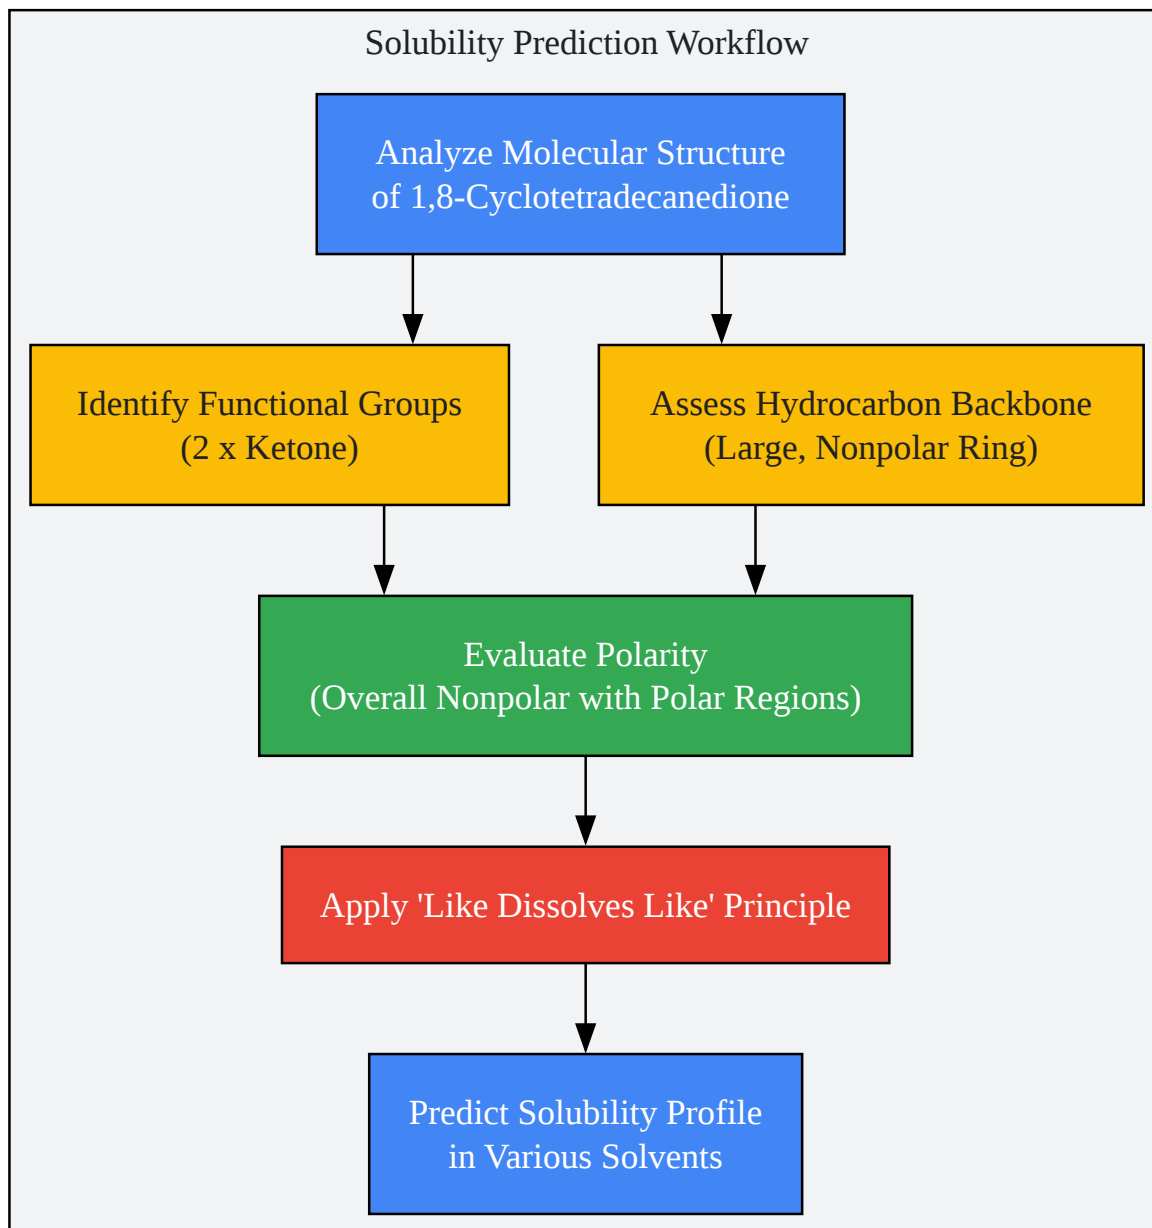 Solubility Prediction Workflow
Analyze Molecular Structure
of 1,8-Cyclotetradecanedione
Identify Functional Groups
(2 x Ketone)
Assess Hydrocarbon Backbone
(Large, Nonpolar Ring)
Evaluate Polarity
(Overall Nonpolar with Polar Regions)
Apply 'Like Dissolves Like' Principle
Predict Solubility Profile
in Various Solvents